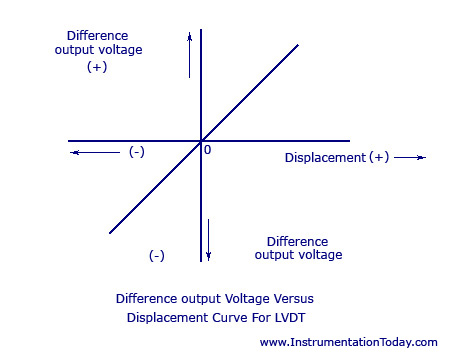 Difference
output voltage
(+)
(-)
0
Displacement (+)
(-)
Difference
output voltage
Difference output Voltage Versus
Displacement Curve For LVDT
www.InstrumentationToday.com